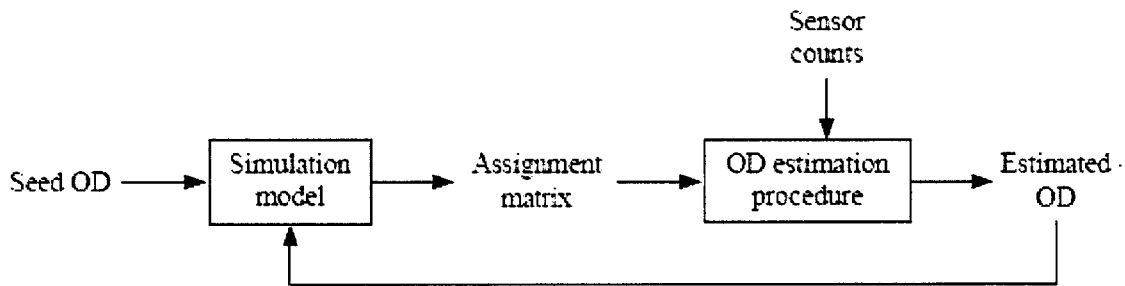 Sensor
counts
Seed OD
Simulation
model
Assignment
matrix
OD estimation
procedure
Estimated
OD